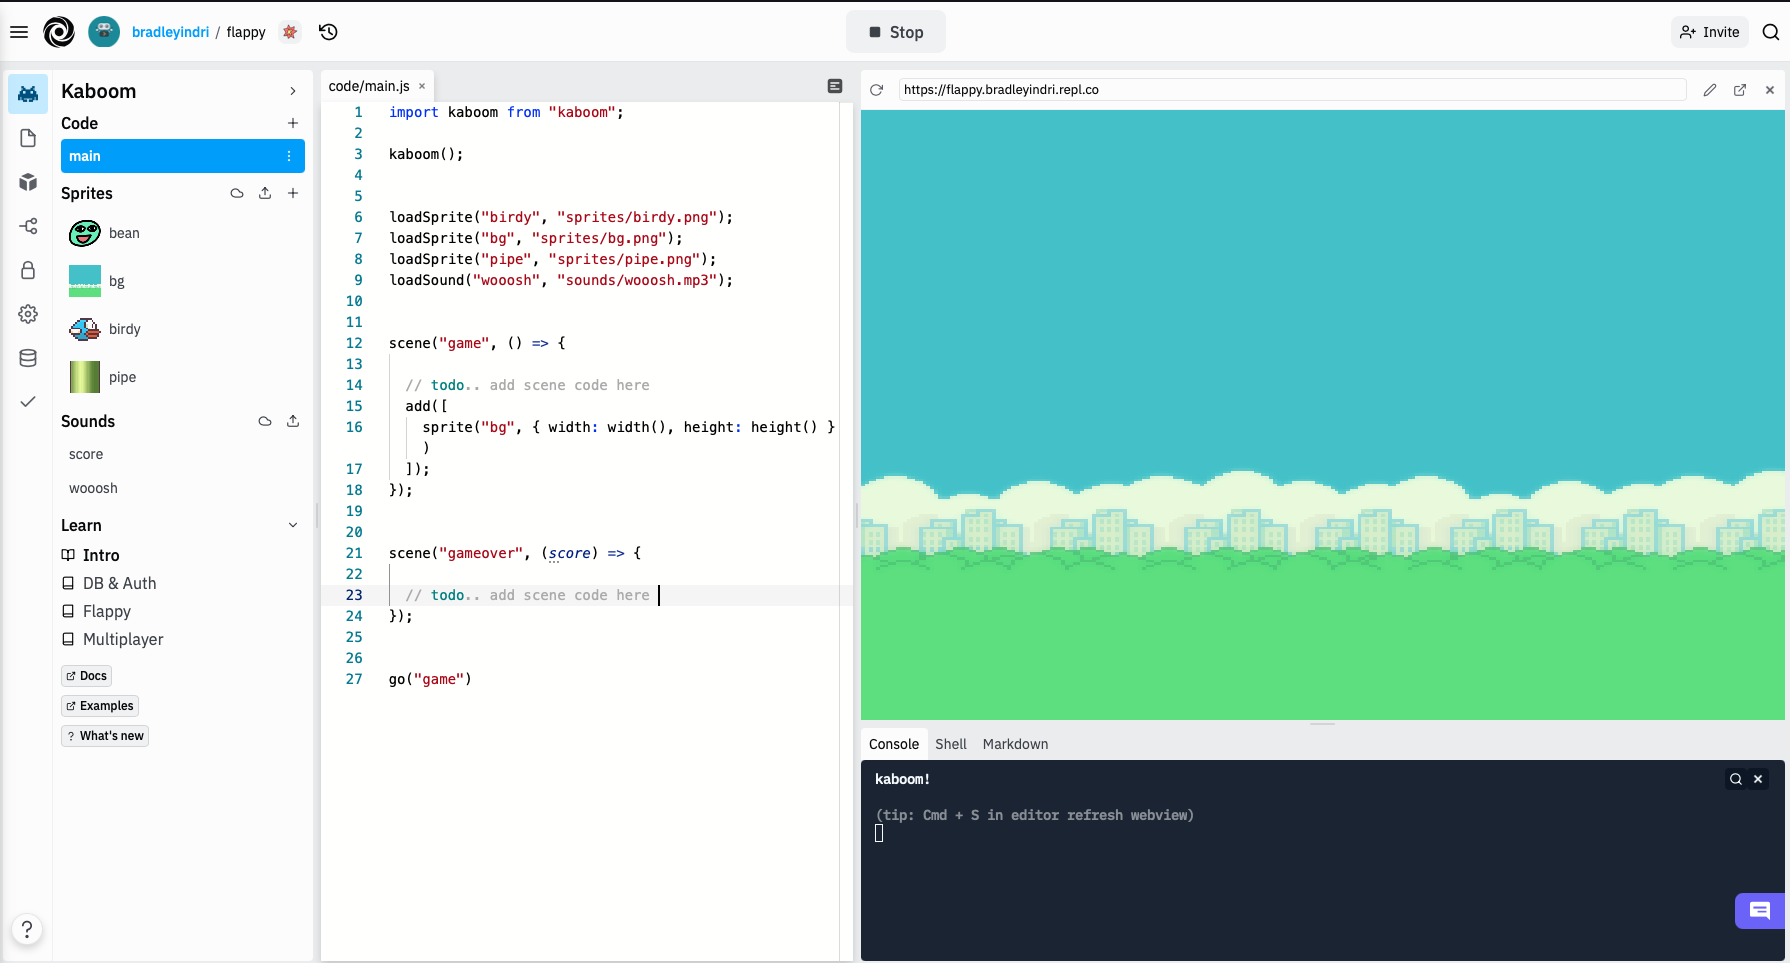 bradleyindri / flappy
Stop
Invite
Kaboom
Code
main
Sprites
bean
bg
birdy
pipe
Sounds
score
wooosh
Learn
Intro
DB & Auth
Flappy
Multiplayer
Docs
Examples
? What's new
?
code/main.js ×
1 import kaboom from "kaboom";
2
3 kaboom();
4
5
6 loadSprite("birdy", "sprites/birdy.png");
7 loadSprite("bg", "sprites/bg.png");
8 loadSprite("pipe", "sprites/pipe.png");
9 loadSound("wooosh", "sounds/wooosh.mp3");
10
11
12 scene("game", () => {
13
14 // todo.. add scene code here
15 add([
16 sprite("bg", { width: width(), height: height() }
)
17 ]);
18 });
19
20
21 scene("gameover", (score) => {
22
23 // todo.. add scene code here
24 });
25
26
27 go("game")
https://flappy.bradleyindri.repl.co
Console Shell Markdown
kaboom!
(tip: Cmd + S in editor refresh webview)